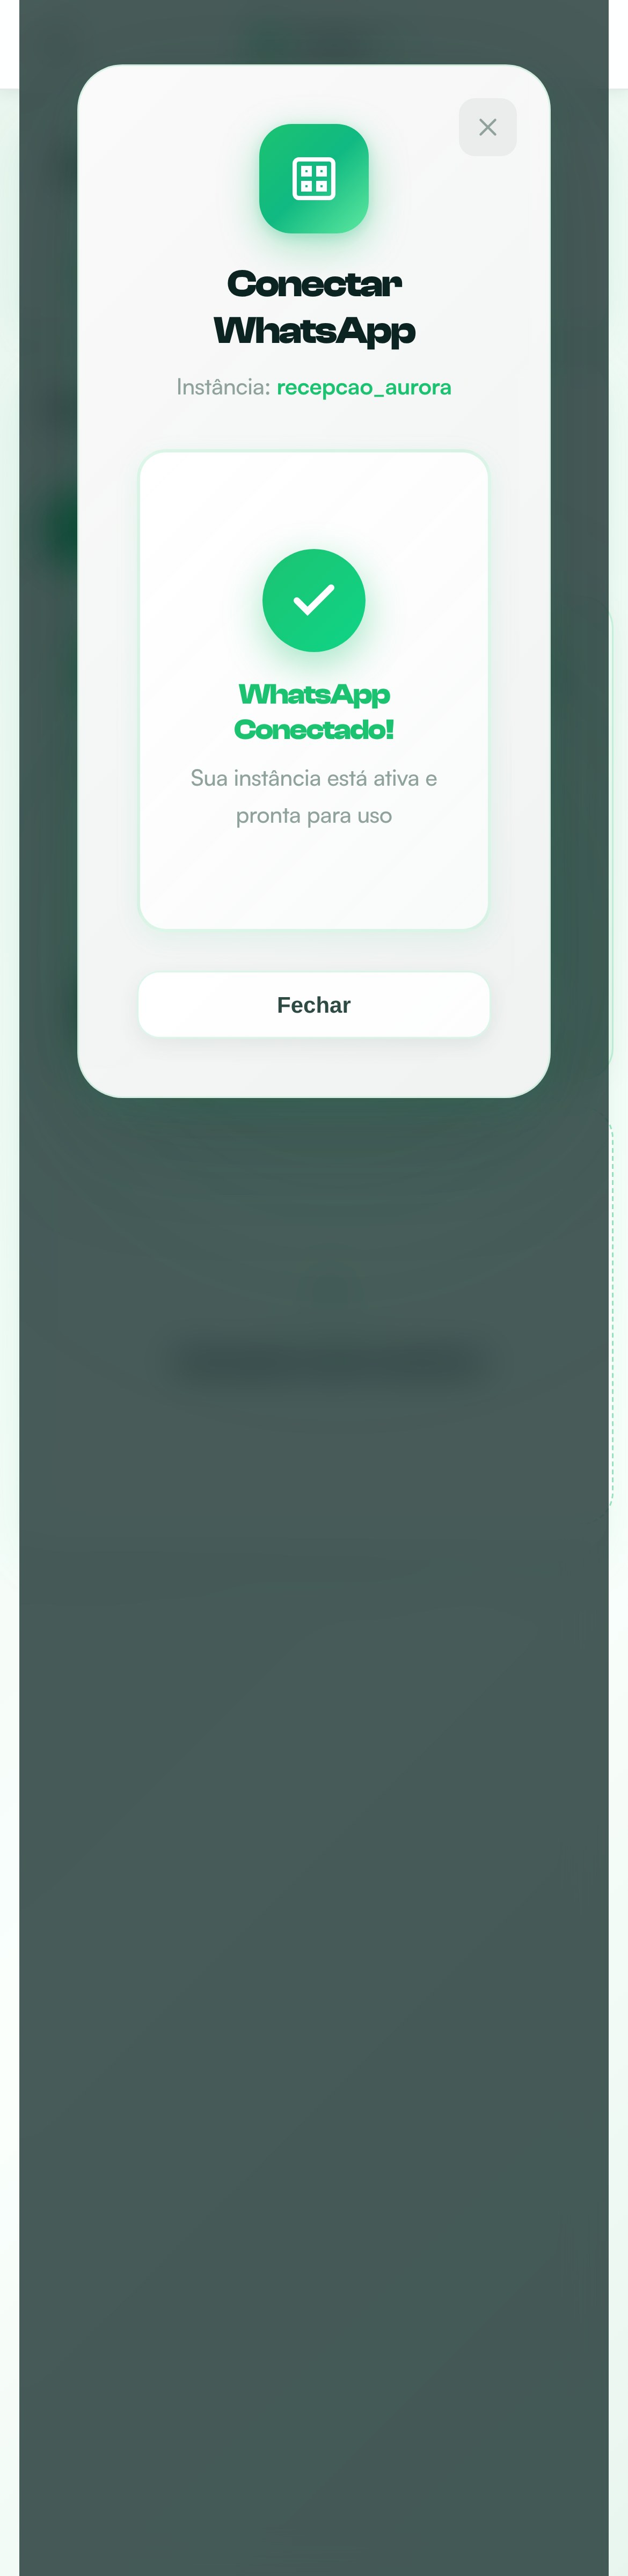 Conectar
WhatsApp
Instância: recepcao_aurora
WhatsApp
Conectado!
Sua instância está ativa e
pronta para uso
Fechar